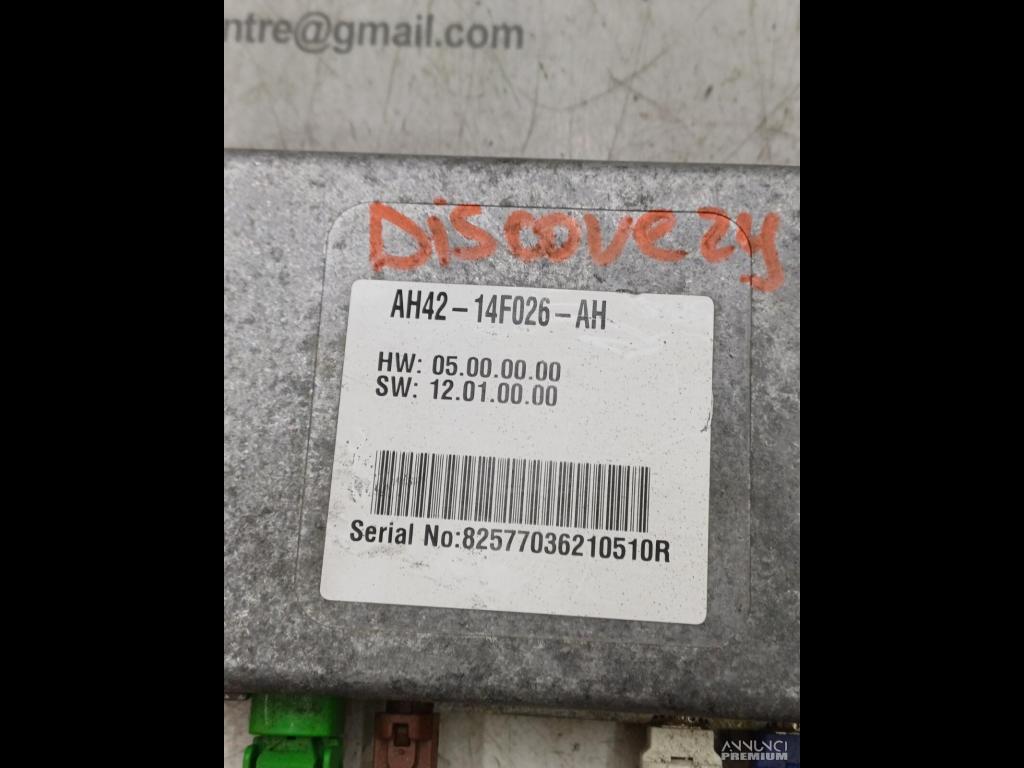 ntre@gmail.com
Discovery
AH42-14F026-AH
HW: 05.00.00.00
SW: 12.01.00.00
Serial No:82577036210510R
ANNUNCI
PREMIUM